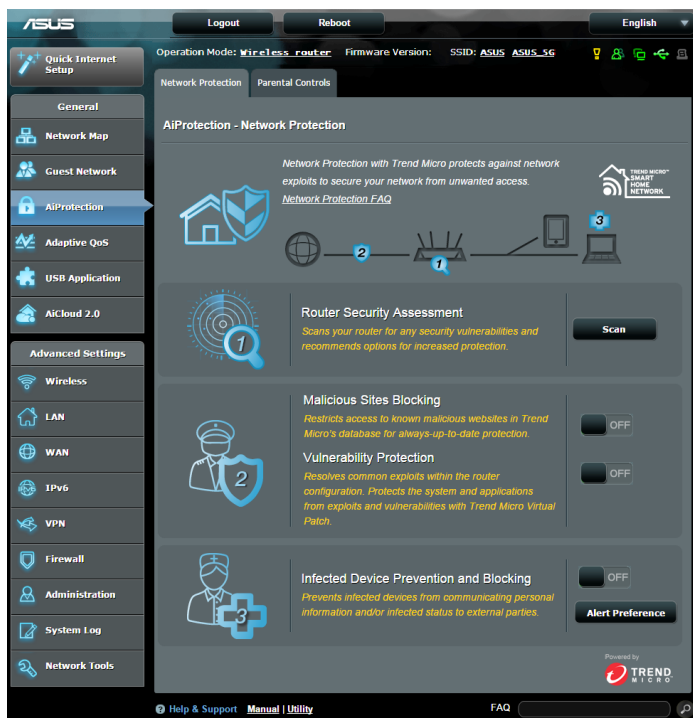 ASUS
Logout
Reboot
English
Quick Internet
Setup
Operation Mode: Wireless router Firmware Version: SSID: ASUS ASUS_5G
Network Protection
Parental Controls
General
Network Map
Guest Network
AiProtection
Adaptive QoS
USB Application
AiCloud 2.0
Advanced Settings
Wireless
LAN
WAN
IPv6
VPN
Firewall
Administration
System Log
Network Tools
AiProtection - Network Protection
Network Protection with Trend Micro protects against network
exploits to secure your network from unwanted access.
Network Protection FAQ
TREND MICRO™
SMART
HOME
NETWORK
2
1
3
1
Router Security Assessment
Scans your router for any security vulnerabilities and
recommends options for increased protection.
Scan
2
Malicious Sites Blocking
Restricts access to known malicious websites in Trend
Micro's database for always-up-to-date protection.
OFF
Vulnerability Protection
Resolves common exploits within the router
configuration. Protects the system and applications
from exploits and vulnerabilities with Trend Micro Virtual
Patch.
OFF
3
Infected Device Prevention and Blocking
Prevents infected devices from communicating personal
information and/or infected status to external parties.
OFF
Alert Preference
Powered by
TREND
MICRO
Help & Support Manual | Utility FAQ